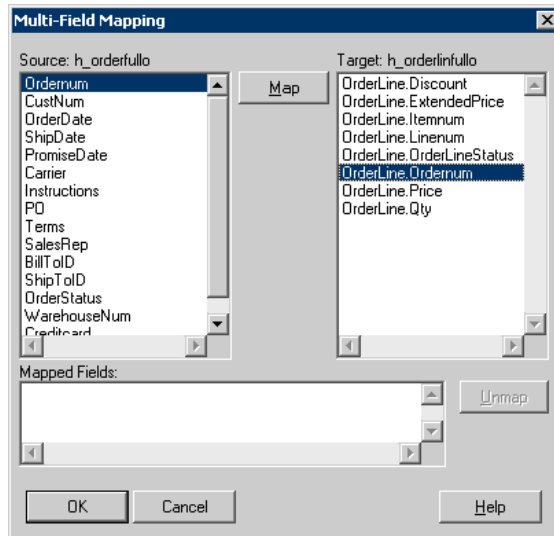 Multi-Field Mapping
Source: h_orderfullo
Target: h_orderlinfullo
Ordernum
CustNum
OrderDate
ShipDate
PromiseDate
Carrier
Instructions
PO
Terms
SalesRep
BillToID
ShipToID
OrderStatus
WarehouseNum
Creditcard
Map
OrderLine.Discount
OrderLine.ExtendedPrice
OrderLine.Itemnum
OrderLine.Linenum
OrderLine.OrderLineStatus
OrderLine.Ordernum
OrderLine.Price
OrderLine.Qty
Mapped Fields:
Unmap
OK
Cancel
Help